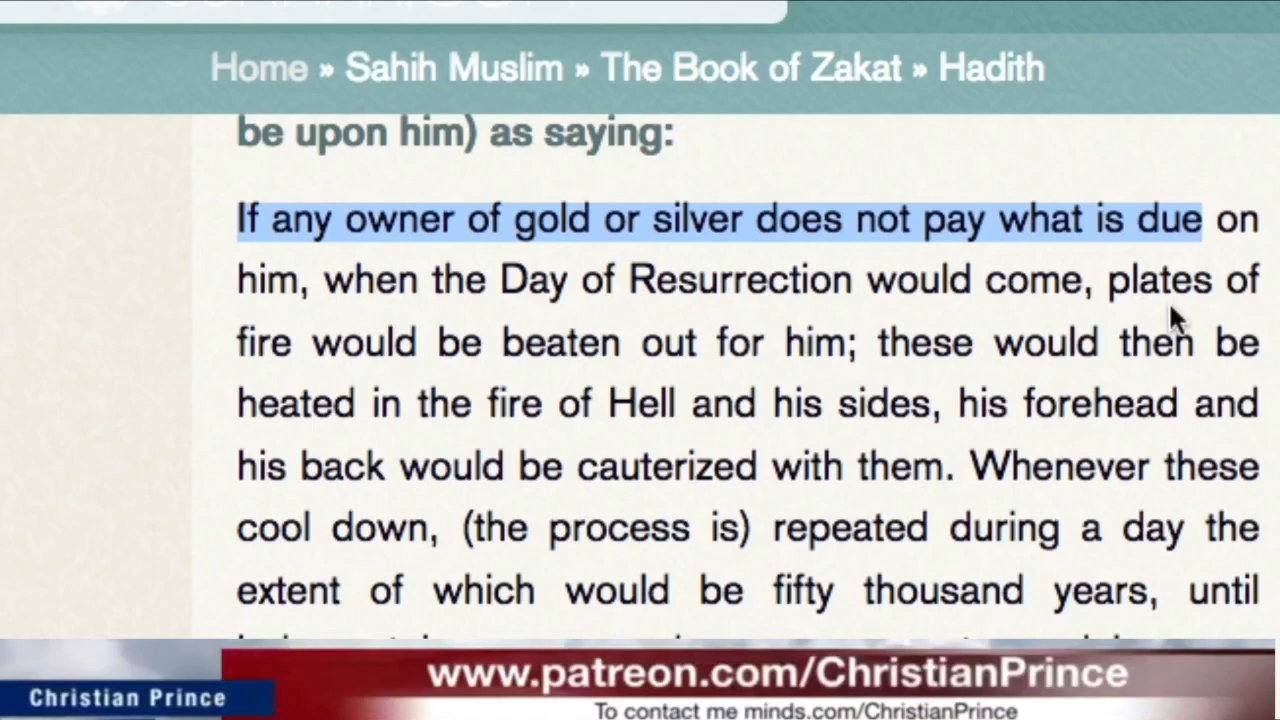 Home » Sahih Muslim » The Book of Zakat » Hadith
be upon him) as saying:
If any owner of gold or silver does not pay what is due on
him, when the Day of Resurrection would come, plates of
fire would be beaten out for him; these would then be
heated in the fire of Hell and his sides, his forehead and
his back would be cauterized with them. Whenever these
cool down, (the process is) repeated during a day the
extent of which would be fifty thousand years, until
www.patreon.com/ChristianPrince
Christian Prince
To contact me minds.com/ChristianPrince